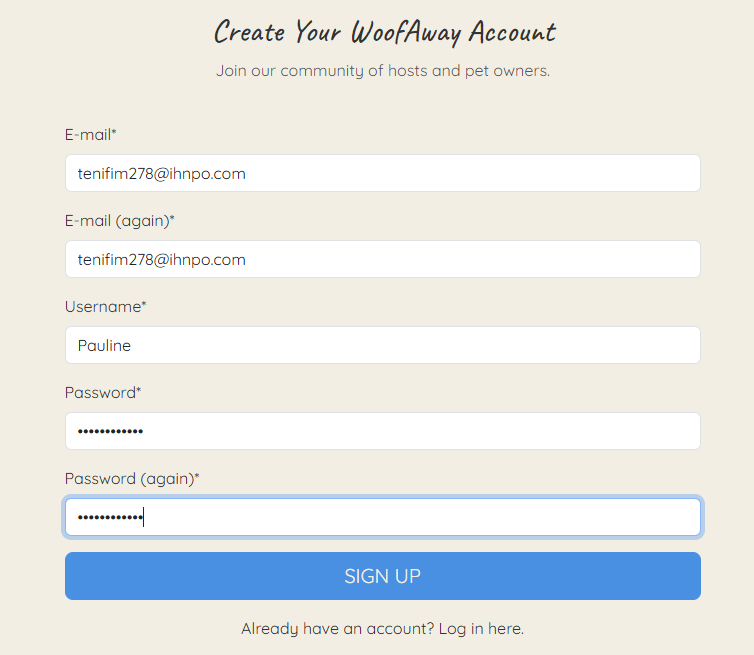 Create Your WoofAway Account
Join our community of hosts and pet owners.
E-mail*
tenifim278@ihnpo.com
E-mail (again)*
tenifim278@ihnpo.com
Username*
Pauline
Password*
••••••••••••
Password (again)*
••••••••••••
SIGN UP
Already have an account? Log in here.